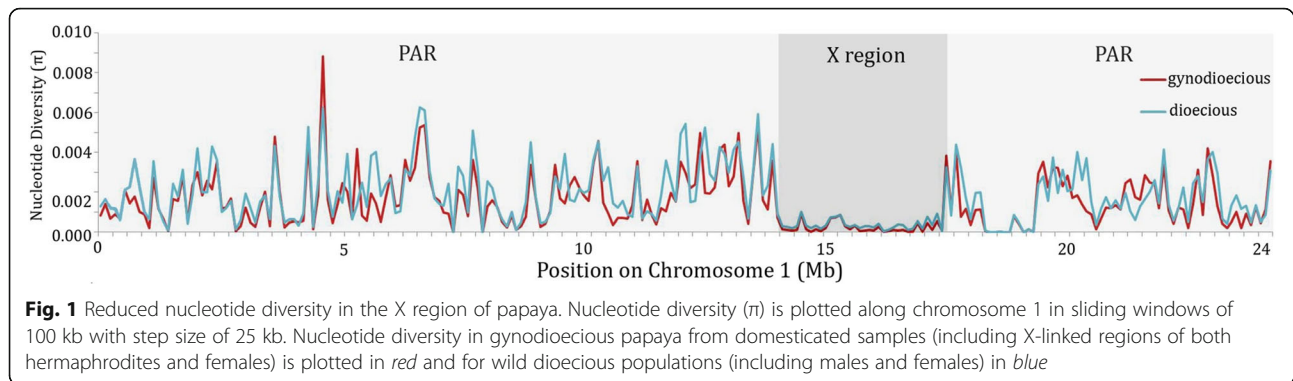 0.010
0.008
0.006
0.004
0.002
0.000
Nucleotide Diversity (π)
PAR
X region
PAR
gynodioecious
dioecious
0
5
10
15
20
24
Position on Chromosome 1 (Mb)
Fig. 1 Reduced nucleotide diversity in the X region of papaya. Nucleotide diversity (π) is plotted along chromosome 1 in sliding windows of
100 kb with step size of 25 kb. Nucleotide diversity in gynodioecious papaya from domesticated samples (including X-linked regions of both
hermaphrodites and females) is plotted in red and for wild dioecious populations (including males and females) in blue